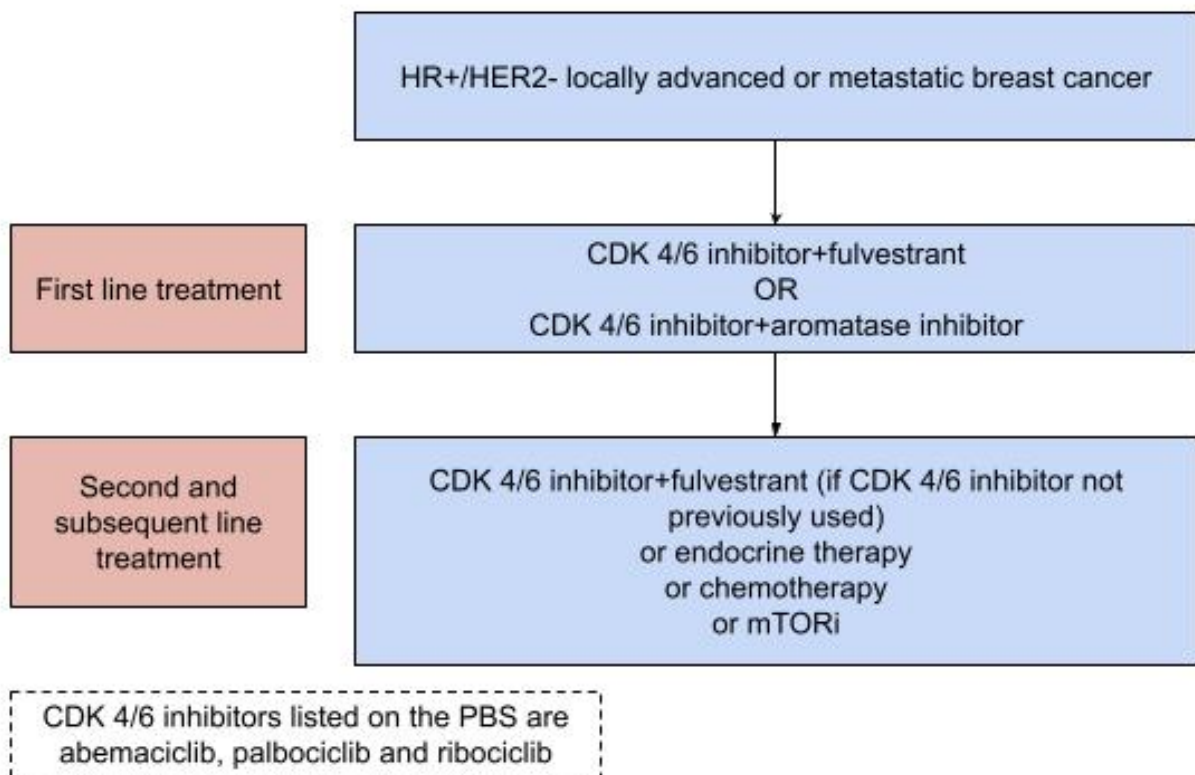 HR+/HER2- locally advanced or metastatic breast cancer
First line treatment
CDK 4/6 inhibitor+fulvestrant
OR
CDK 4/6 inhibitor+aromatase inhibitor
Second and
subsequent line
treatment
CDK 4/6 inhibitor+fulvestrant (if CDK 4/6 inhibitor not
previously used)
or endocrine therapy
or chemotherapy
or mTORi
CDK 4/6 inhibitors listed on the PBS are
abemaciclib, palbociclib and ribociclib